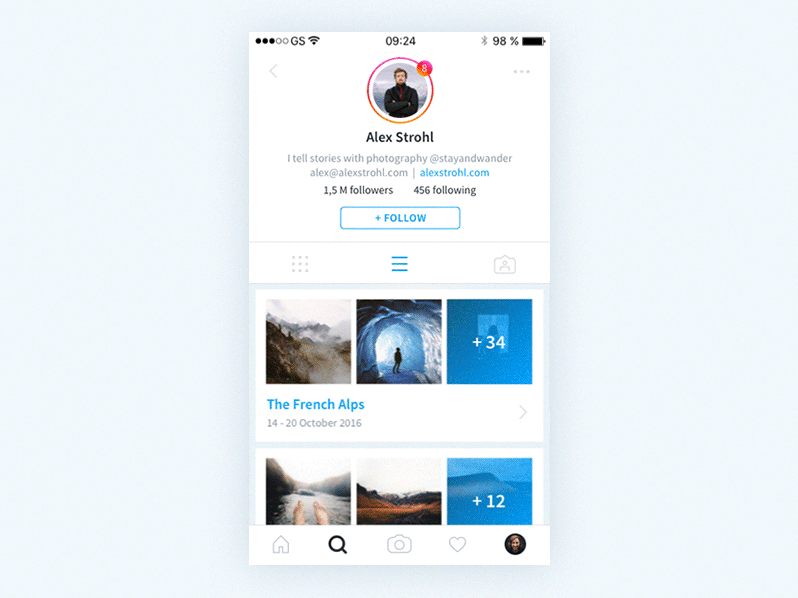 GS 09:24 98 %
8
Alex Strohl
I tell stories with photography @stayandwander
alex@alexstrohl.com | alexstrohl.com
1,5 M followers 456 following
+ FOLLOW
+ 34
The French Alps
14 - 20 October 2016
+ 12